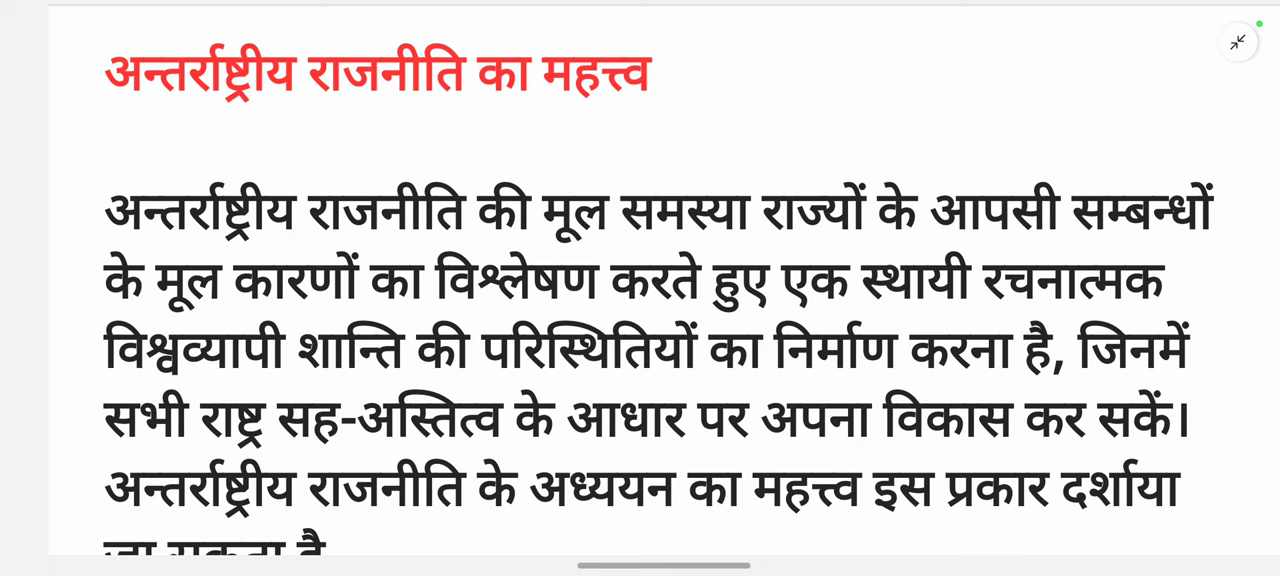 अन्तर्राष्ट्रीय राजनीति का महत्त्व
अन्तर्राष्ट्रीय राजनीति की मूल समस्या राज्यों के आपसी सम्बन्धों
के मूल कारणों का विश्लेषण करते हुए एक स्थायी रचनात्मक
विश्वव्यापी शान्ति की परिस्थितियों का निर्माण करना है, जिनमें
सभी राष्ट्र सह-अस्तित्व के आधार पर अपना विकास कर सकें।
अन्तर्राष्ट्रीय राजनीति के अध्ययन का महत्त्व इस प्रकार दर्शाया